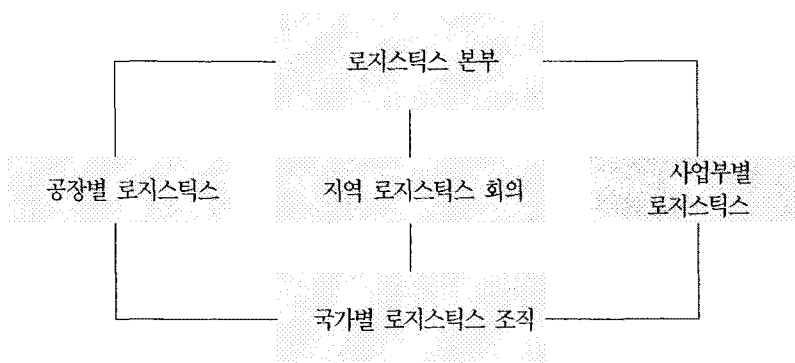 로지스틱스 본부
공장별 로지스틱스
지역 로지스틱스 회의
사업부별
로지스틱스
국가별 로지스틱스 조직